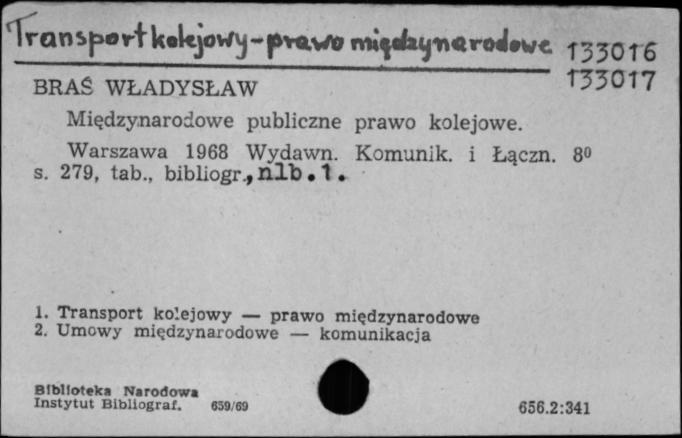 Transport kolejowy - prawo międzynarodowe 133016
133017
BRAŚ WŁADYSŁAW
Międzynarodowe publiczne prawo kolejowe.
Warszawa 1968 Wydawn. Komunik. i Łączn. 8⁰
s. 279, tab., bibliogr., nlb. 1.
1. Transport kolejowy — prawo międzynarodowe
2. Umowy międzynarodowe — komunikacja
Biblioteka Narodowa
Instytut Bibliograf. 659/69
656.2:341